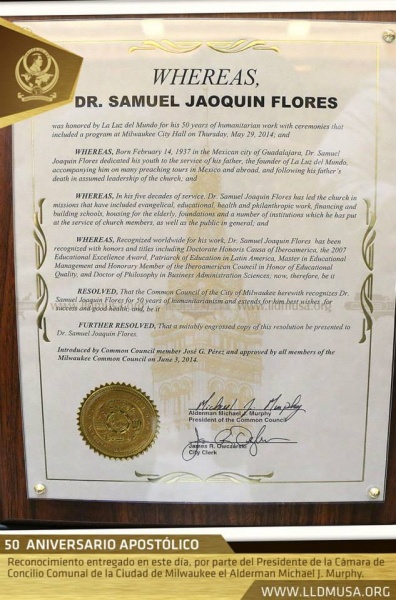 WHEREAS,
DR. SAMUEL JAOQUIN FLORES
was honored by La Luz del Mundo for his 50 years of humanitarian work with ceremonies that
included a program at Milwaukee City Hall on Thursday, May 29, 2014; and
WHEREAS, Born February 14, 1937 in the Mexican city of Guadalajara, Dr. Samuel
Joaquin Flores dedicated his youth to the service of his father, the founder of La Luz del Mundo,
accompanying him on many preaching tours in Mexico and abroad, and following his father's
death in assumed leadership of the church; and
WHEREAS, In his five decades of service, Dr. Samuel Joaquin Flores has led the church in
missions that have included evangelical, educational, health and philanthropic work, financing and
building schools, housing for the elderly, foundations and a number of institutions which he has put
at the service of church members, as well as the public in general; and
WHEREAS, Recognized worldwide for his work, Dr. Samuel Joaquin Flores has been
recognized with honors and titles including Doctorate Honoris Causa of Iberoamerica, the 2007
Educational Excellence Award, Patriarch of Education in Latin America, Master in Educational
Management and Honorary Member of the Iberoamerican Council in Honor of Educational
Quality, and Doctor of Philosophy in Business Administration Sciences; now, therefore, be it
RESOLVED, That the Common Council of the City of Milwaukee herewith recognizes Dr.
Samuel Joaquin Flores for 50 years of humanitarianism and extends for him best wishes for
success and good health; and, be it
FURTHER RESOLVED, That a suitably engrossed copy of this resolution be presented to
Dr. Samuel Joaquin Flores.
Introduced by Common Council member José G. Pérez and approved by all members of the
Milwaukee Common Council on June 3, 2014.
Michael J. Murphy
Alderman Michael J. Murphy
President of the Common Council
James R. Owczarski
City Clerk
50 ANIVERSARIO APOSTÓLICO
Reconocimiento entregado en este día, por parte del Presidente de la Cámara de
Concilio Comunal de la Ciudad de Milwaukee el Alderman Michael J. Murphy.
WWW.LLDMUSA.ORG